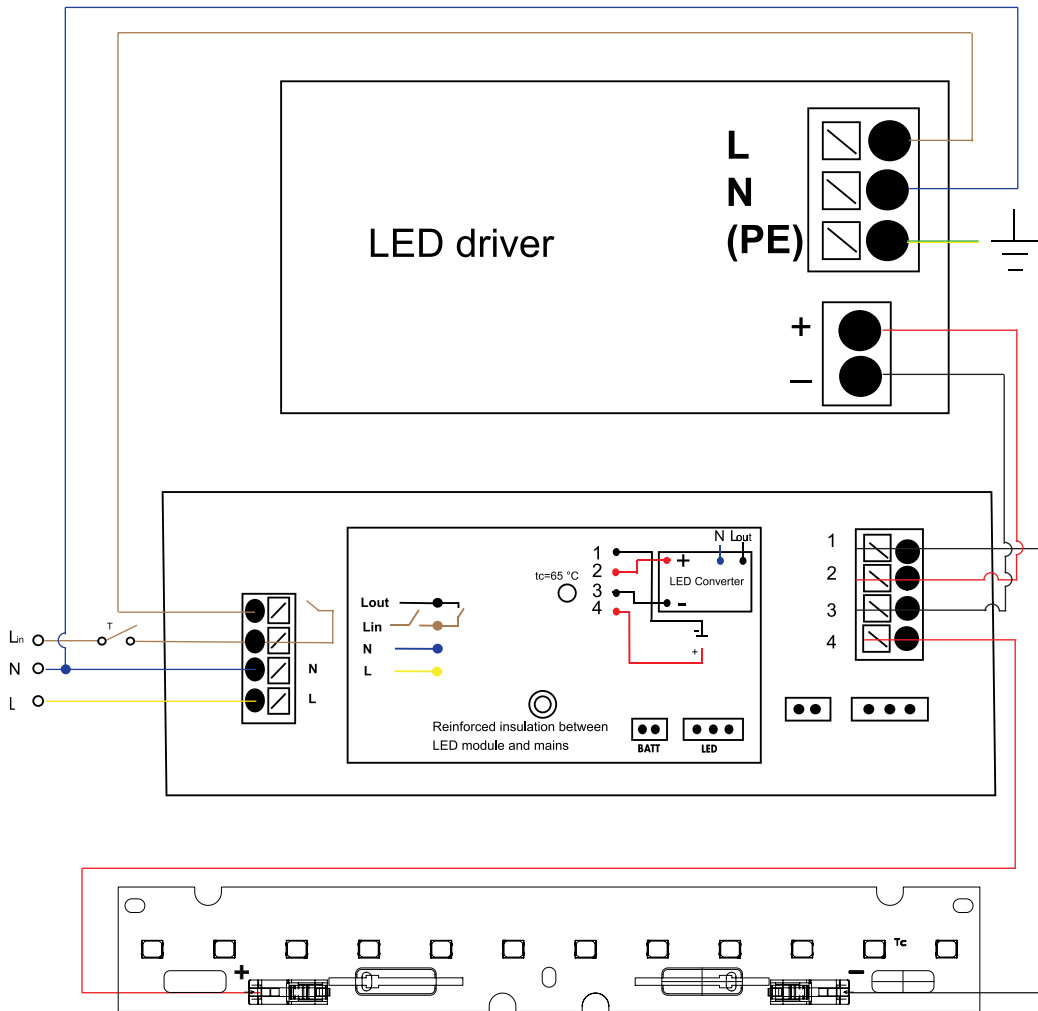 L
N
(PE)
LED driver
+
−
1
2
3
4
N Lout
+
LED Converter
-
+
tc=65 °C
1
2
3
4
Lout
Lin
N
L
Lin
T
N
L
N
L
Reinforced insulation between
LED module and mains
BATT
LED
+
−
Tc